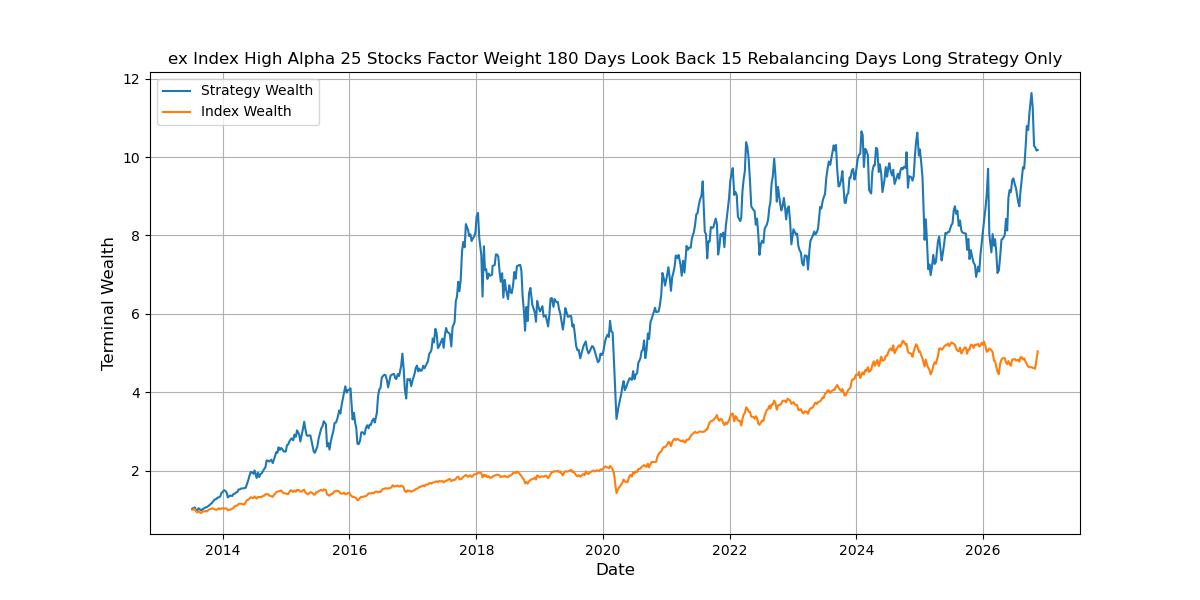 ex Index High Alpha 25 Stocks Factor Weight 180 Days Look Back 15 Rebalancing Days Long Strategy Only
Strategy Wealth
Index Wealth
Terminal Wealth
12
10
8
6
4
2
2014 2016 2018 2020 2022 2024 2026
Date